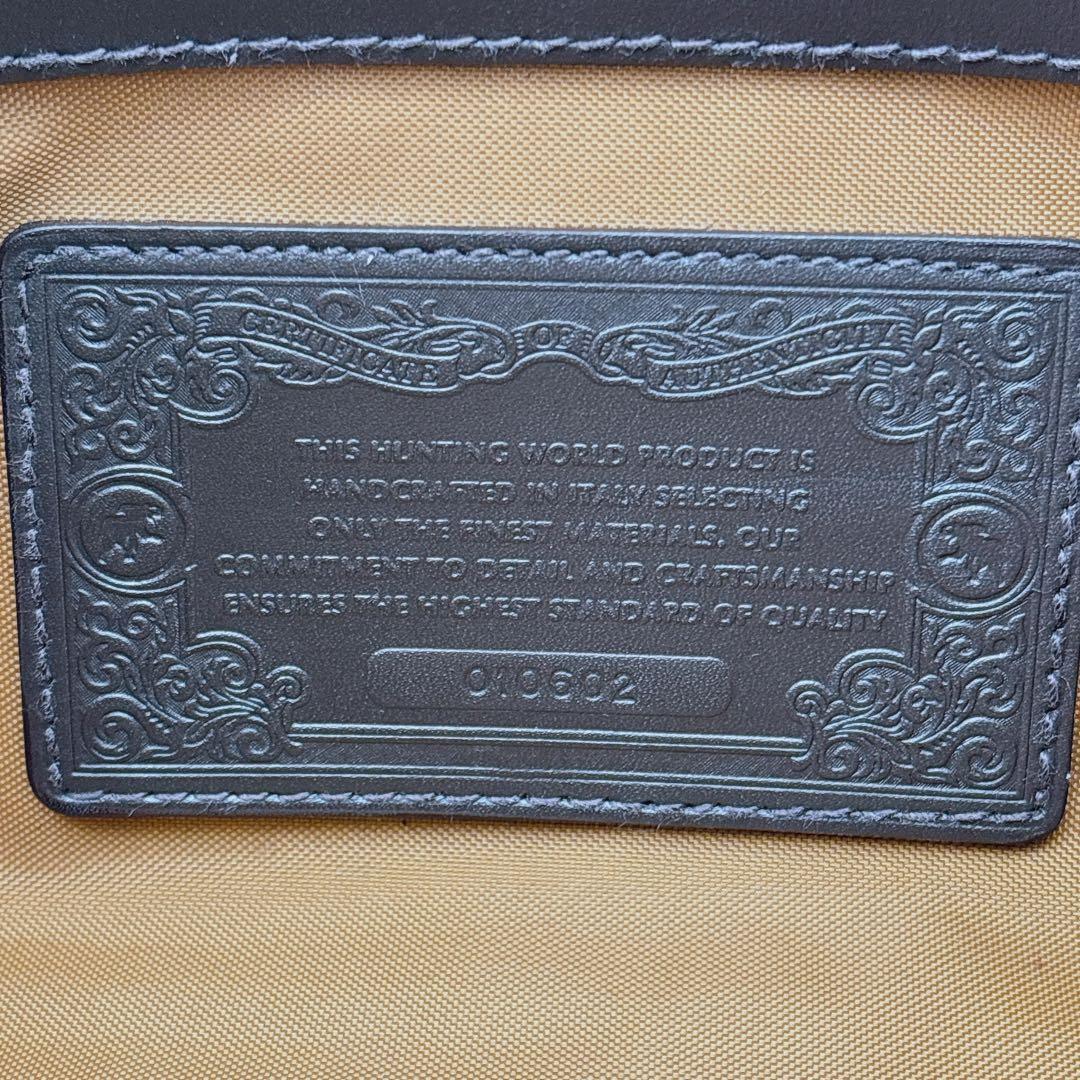 CERTIFICATE OF AUTHENTICITY
THIS HUNTING WORLD PRODUCT IS
HANDCRAFTED IN ITALY SELECTING
ONLY THE FINEST MATERIALS. OUR
COMMITMENT TO DETAIL AND CRAFTSMANSHIP
ENSURES THE HIGHEST STANDARD OF QUALITY
010602